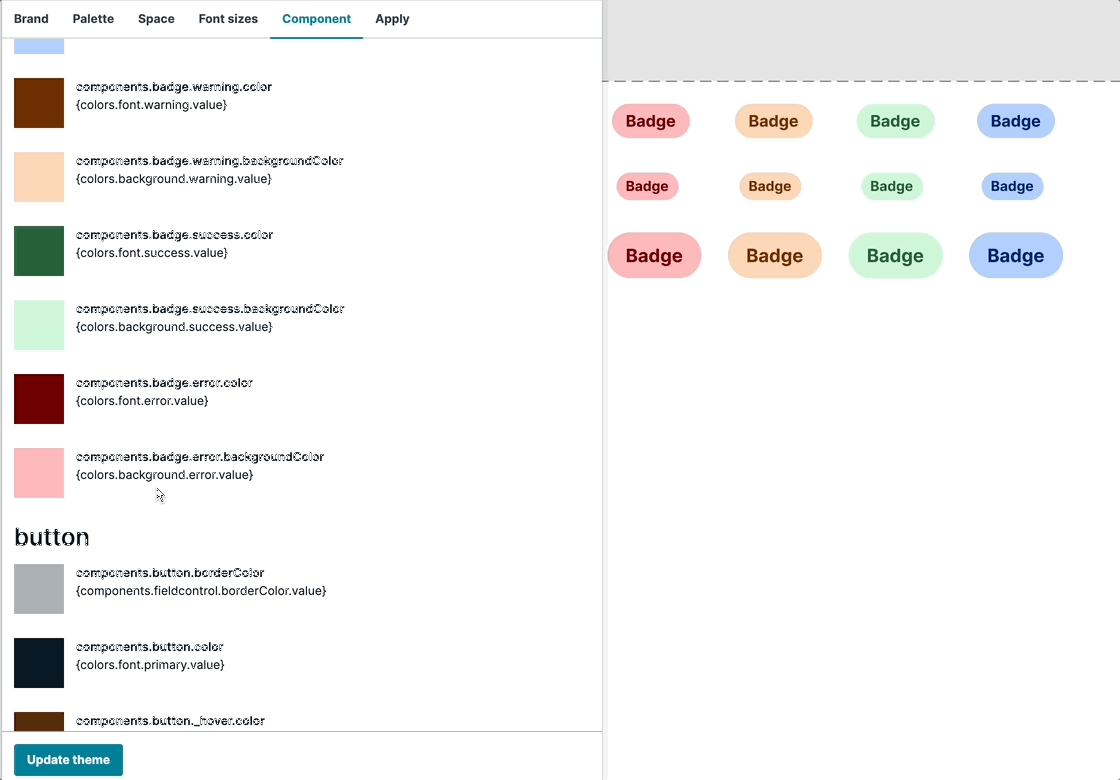 Brand Palette Space Font sizes Component Apply
components.badge.warning.color
{colors.font.warning.value}
components.badge.warning.backgroundColor
{colors.background.warning.value}
components.badge.success.color
{colors.font.success.value}
components.badge.success.backgroundColor
{colors.background.success.value}
components.badge.error.color
{colors.font.error.value}
components.badge.error.backgroundColor
{colors.background.error.value}
button
components.button.borderColor
{components.fieldcontrol.borderColor.value}
components.button.color
{colors.font.primary.value}
components.button._hover.color
Update theme
Badge Badge Badge Badge
Badge Badge Badge Badge
Badge Badge Badge Badge